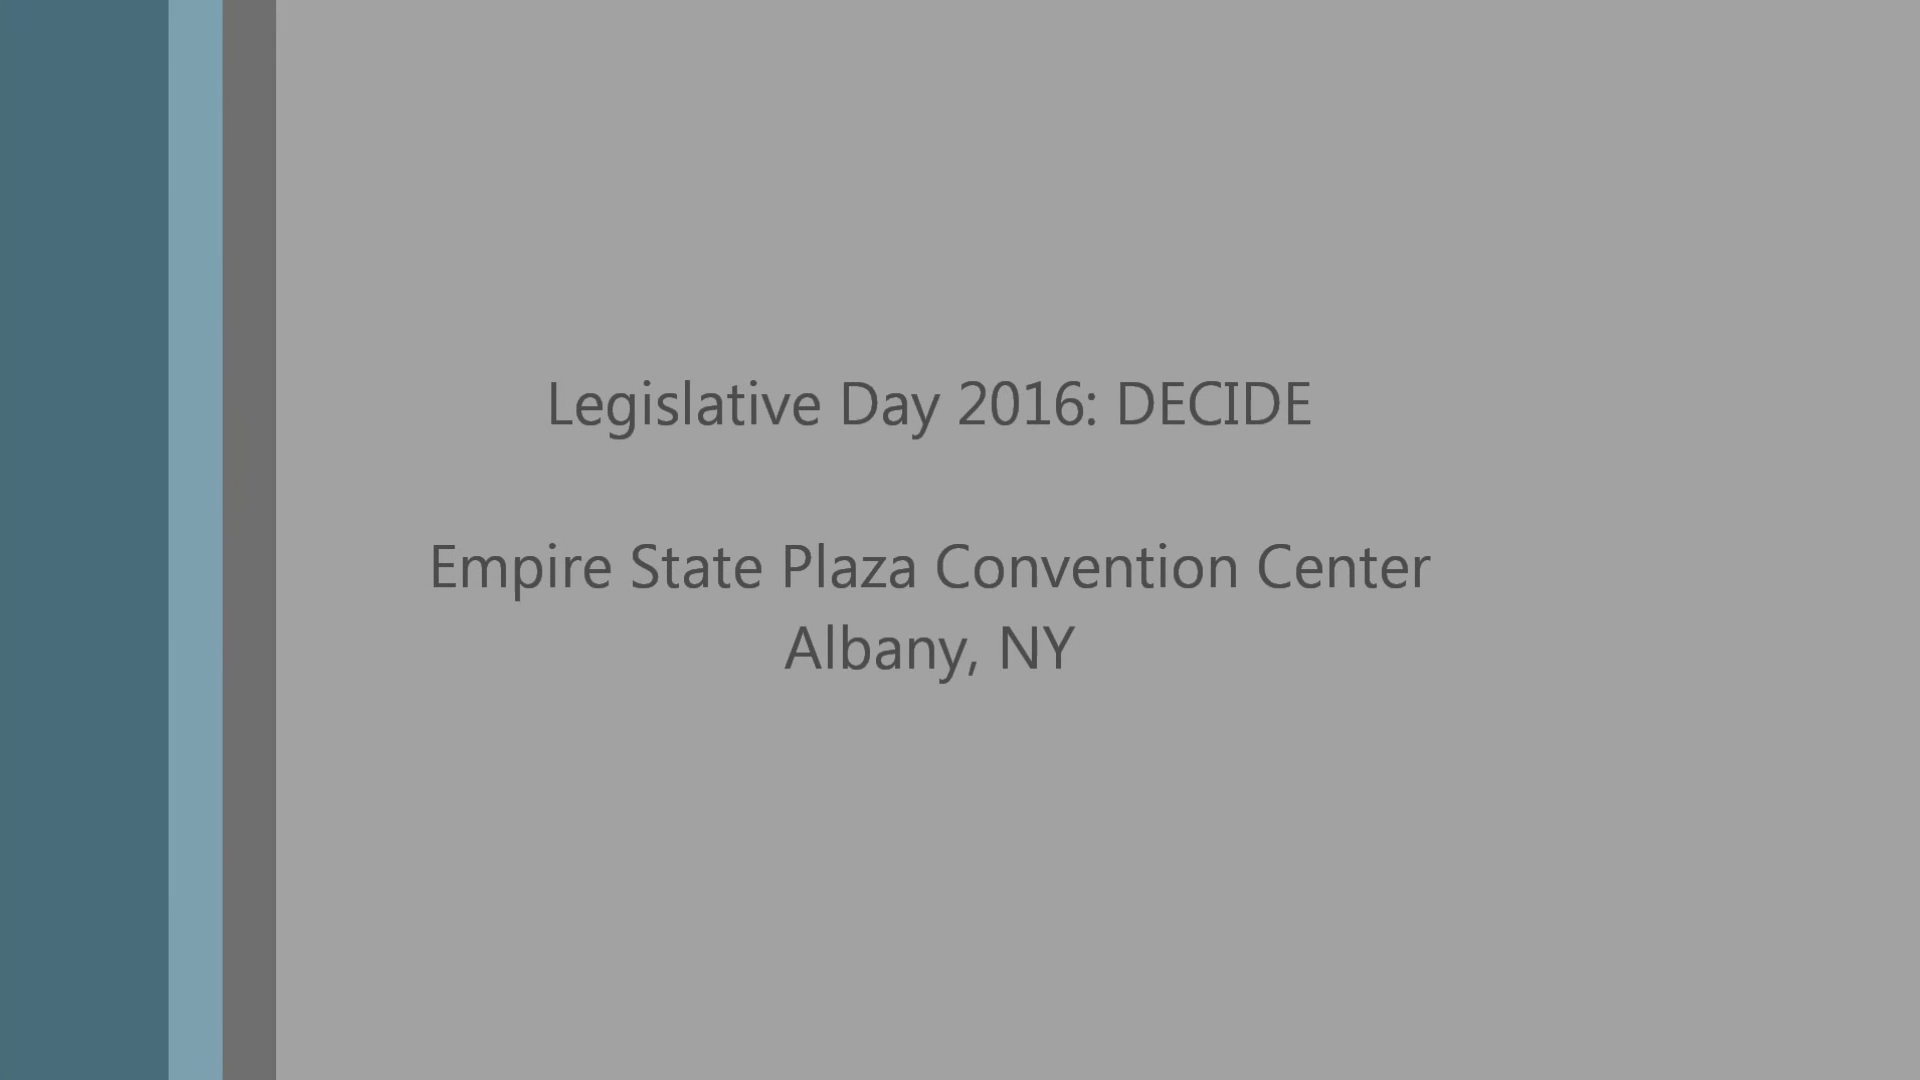 Legislative Day 2016: DECIDE
Empire State Plaza Convention Center
Albany, NY